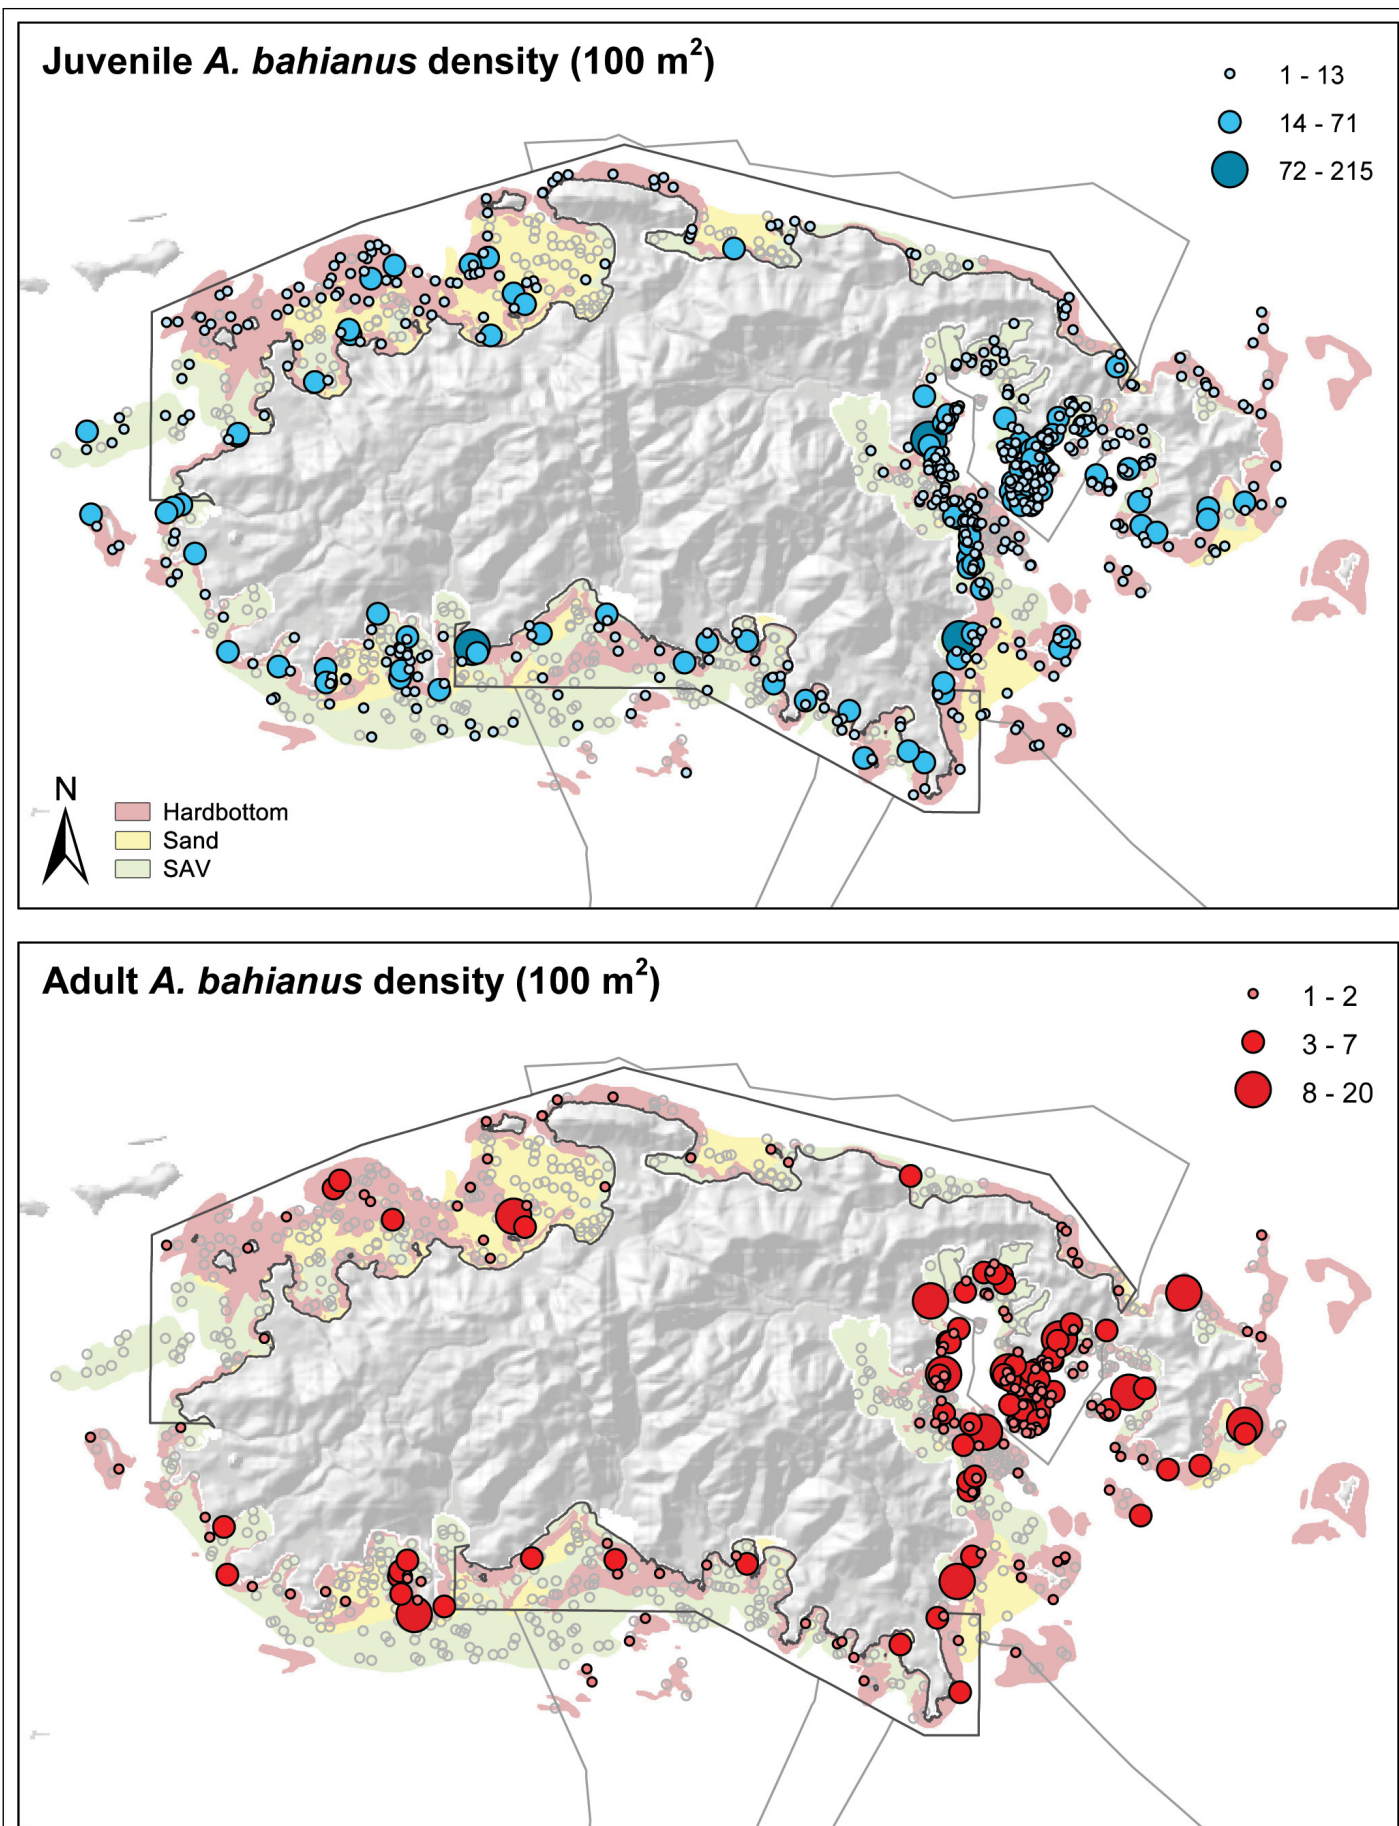 Juvenile A. bahianus density (100 m²)
1 - 13
14 - 71
72 - 215
N
Hardbottom
Sand
SAV
Adult A. bahianus density (100 m²)
1 - 2
3 - 7
8 - 20